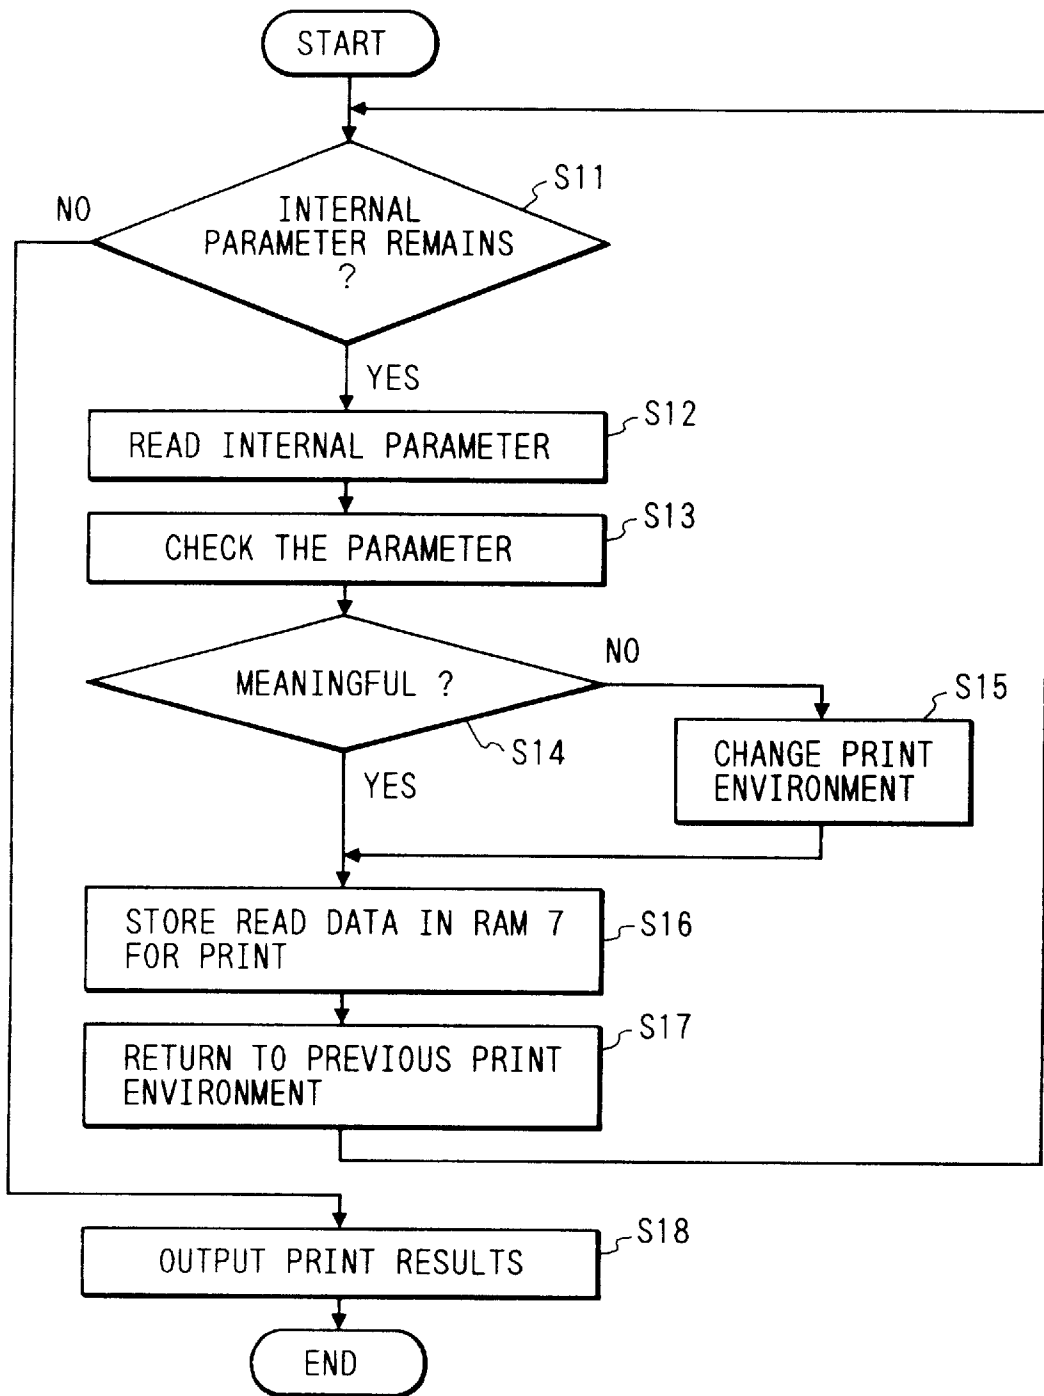 START
S11
NO
INTERNAL
PARAMETER REMAINS
?
YES
S12
READ INTERNAL PARAMETER
S13
CHECK THE PARAMETER
NO
MEANINGFUL ?
S15
S14
CHANGE PRINT
ENVIRONMENT
YES
STORE READ DATA IN RAM 7
FOR PRINT
S16
S17
RETURN TO PREVIOUS PRINT
ENVIRONMENT
S18
OUTPUT PRINT RESULTS
END